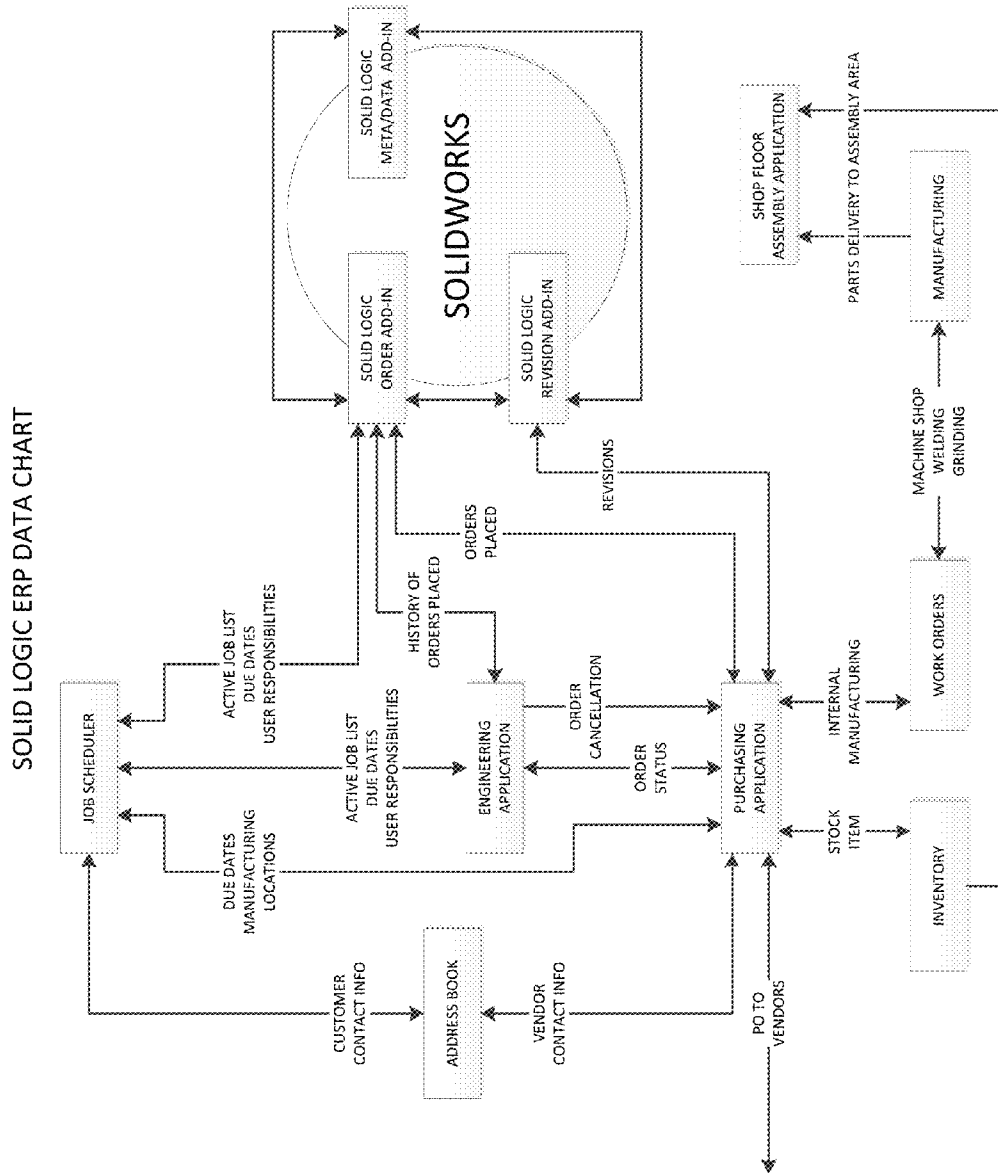 SOLID LOGIC ERP DATA CHART
JOB SCHEDULER
CUSTOMER
CONTACT INFO
DUE DATES
MANUFACTURING
LOCATIONS
ACTIVE JOB LIST
DUE DATES
USER RESPONSIBILITIES
ACTIVE JOB LIST
DUE DATES
USER RESPONSIBILITIES
SOLID LOGIC
ORDER ADD-IN
SOLID LOGIC
META/DATA ADD-IN
SOLIDWORKS
SOLID LOGIC
REVISION ADD-IN
ADDRESS BOOK
ENGINEERING
APPLICATION
HISTORY OF
ORDERS PLACED
ORDERS
PLACED
REVISIONS
VENDOR
CONTACT INFO
ORDER
STATUS
ORDER
CANCELLATION
PURCHASING
APPLICATION
PO TO
VENDORS
STOCK
ITEM
INTERNAL
MANUFACTURING
INVENTORY
WORK ORDERS
MACHINE SHOP
WELDING
GRINDING
MANUFACTURING
PARTS DELIVERY TO ASSEMBLY AREA
SHOP FLOOR
ASSEMBLY APPLICATION